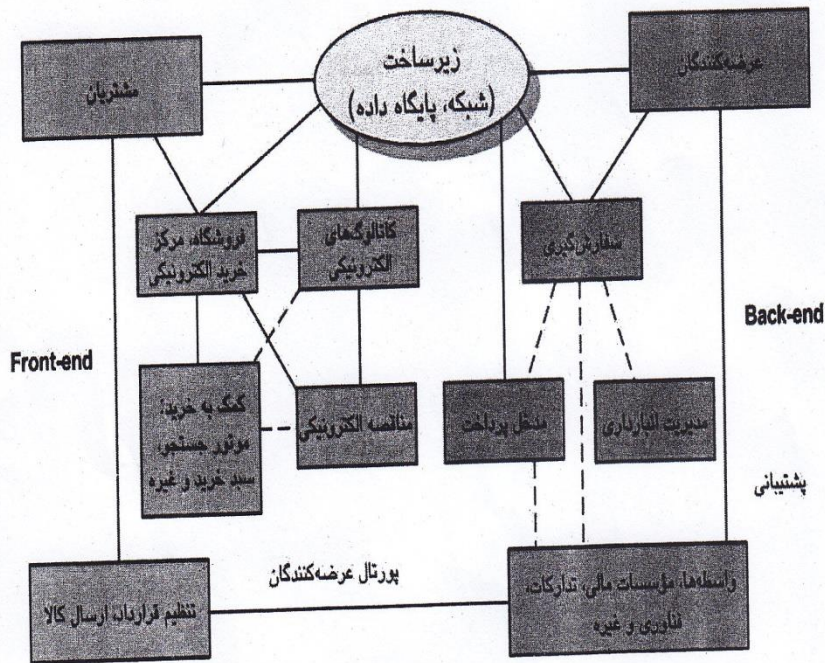 زیرساخت
(شبکه، پایگاه داده)
عرضه‌کنندگان
مشتریان
سفارش‌گیری
کاتالوگ‌های
الکترونیکی
فروشگاه، مرکز
خرید الکترونیکی
Back-end
Front-end
مدیریت انبارداری
مدخل پرداخت
مناقصه الکترونیکی
کمک به خرید:
موتور جستجو،
سبد خرید و غیره
پشتیبانی
واسطه‌ها، مؤسسات مالی، تدارکات،
فناوری و غیره
پورتال عرضه‌کنندگان
تنظیم قرارداد، ارسال کالا